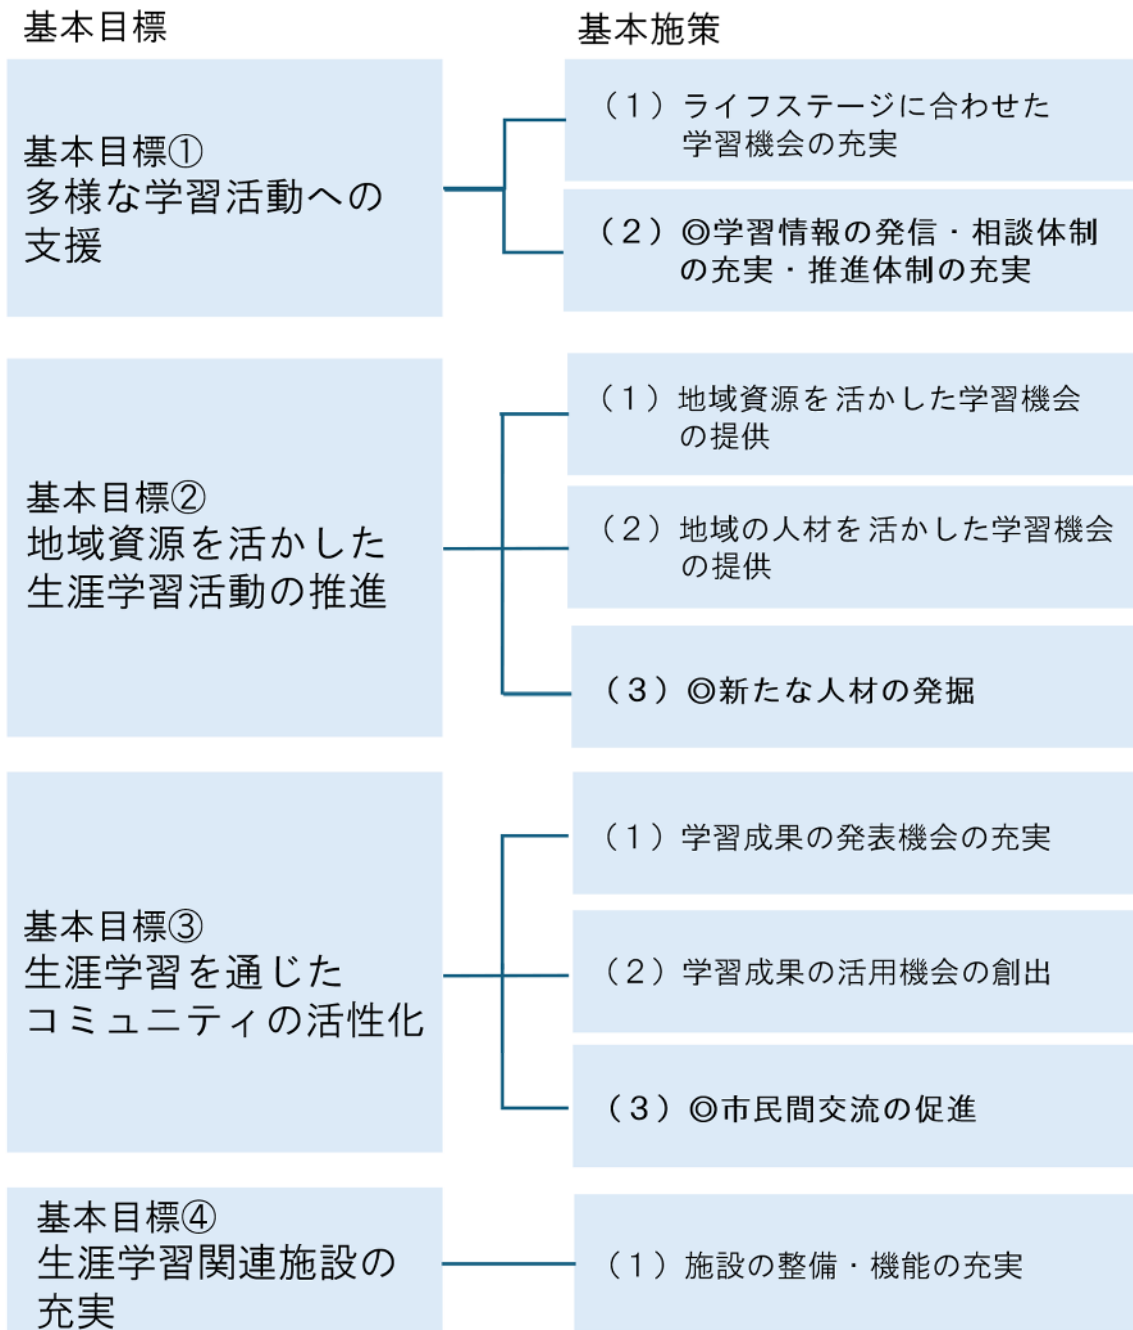 基本目標
基本施策
基本目標①
多様な学習活動への
支援
（１）ライフステージに合わせた
学習機会の充実
（２）◎学習情報の発信・相談体制
の充実・推進体制の充実
基本目標②
地域資源を活かした
生涯学習活動の推進
（１）地域資源を活かした学習機会
の提供
（２）地域の人材を活かした学習機会
の提供
（３）◎新たな人材の発掘
基本目標③
生涯学習を通じた
コミュニティの活性化
（１）学習成果の発表機会の充実
（２）学習成果の活用機会の創出
（３）◎市民間交流の促進
基本目標④
生涯学習関連施設の
充実
（１）施設の整備・機能の充実